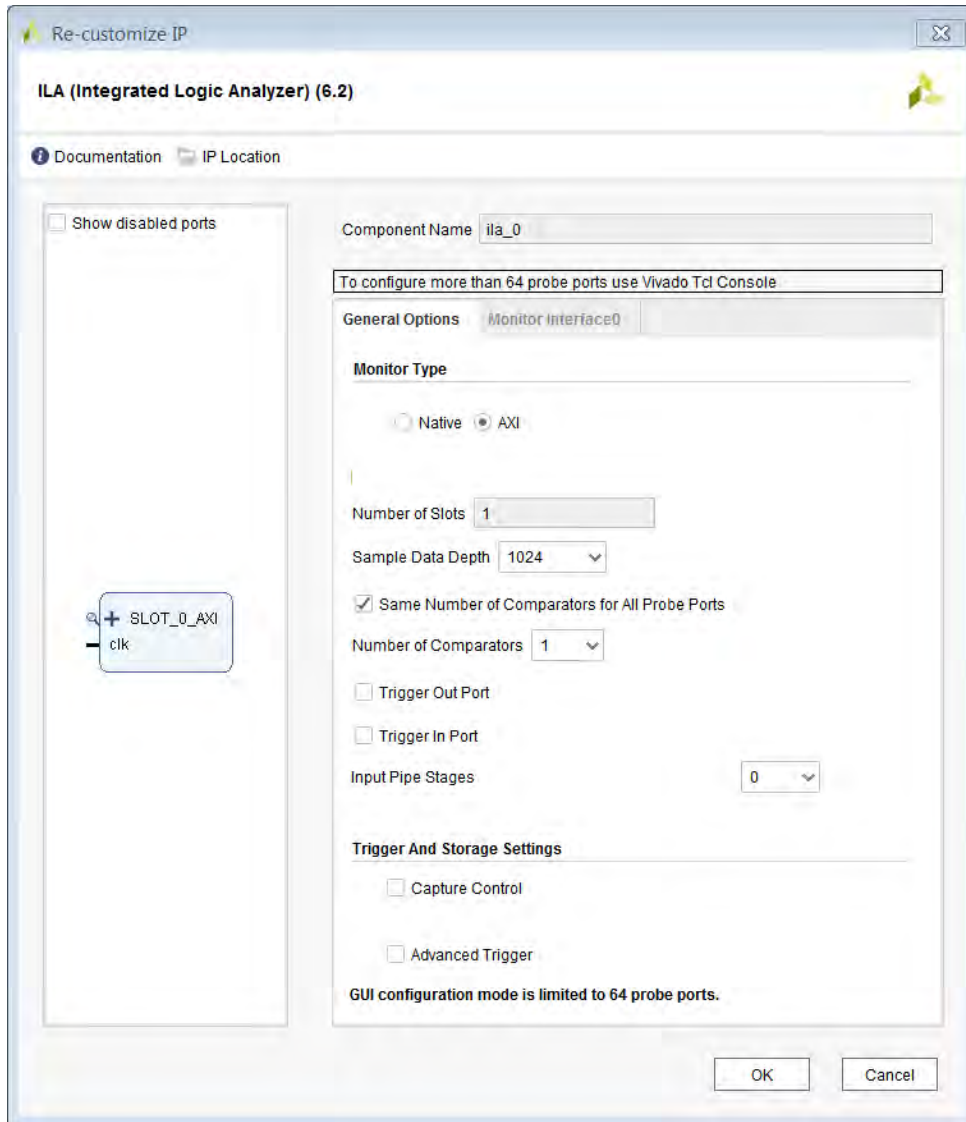 Re-customize IP
ILA (Integrated Logic Analyzer) (6.2)
Documentation IP Location
Show disabled ports
SLOT_0_AXI
clk
Component Name ila_0
To configure more than 64 probe ports use Vivado Tcl Console
General Options Monitor Interface0
Monitor Type
Native AXI
Number of Slots 1
Sample Data Depth 1024
Same Number of Comparators for All Probe Ports
Number of Comparators 1
Trigger Out Port
Trigger In Port
Input Pipe Stages 0
Trigger And Storage Settings
Capture Control
Advanced Trigger
GUI configuration mode is limited to 64 probe ports.
OK Cancel